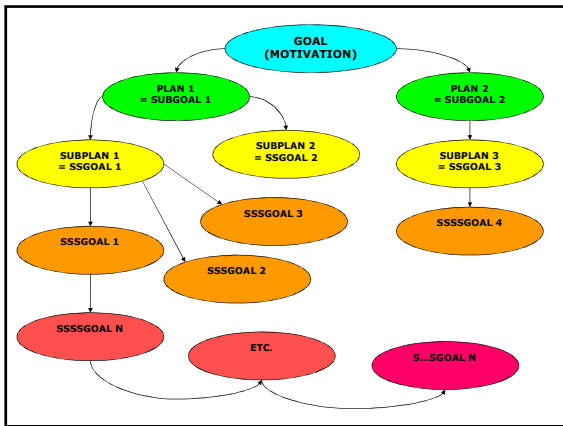 GOAL
(MOTIVATION)
PLAN 1
= SUBGOAL 1
PLAN 2
= SUBGOAL 2
SUBPLAN 1
= SSGOAL 1
SUBPLAN 2
= SSGOAL 2
SUBPLAN 3
= SSGOAL 3
SSSGOAL 1
SSSGOAL 2
SSSGOAL 3
SSSSGOAL 4
SSSSGOAL N
ETC.
S...SGOAL N